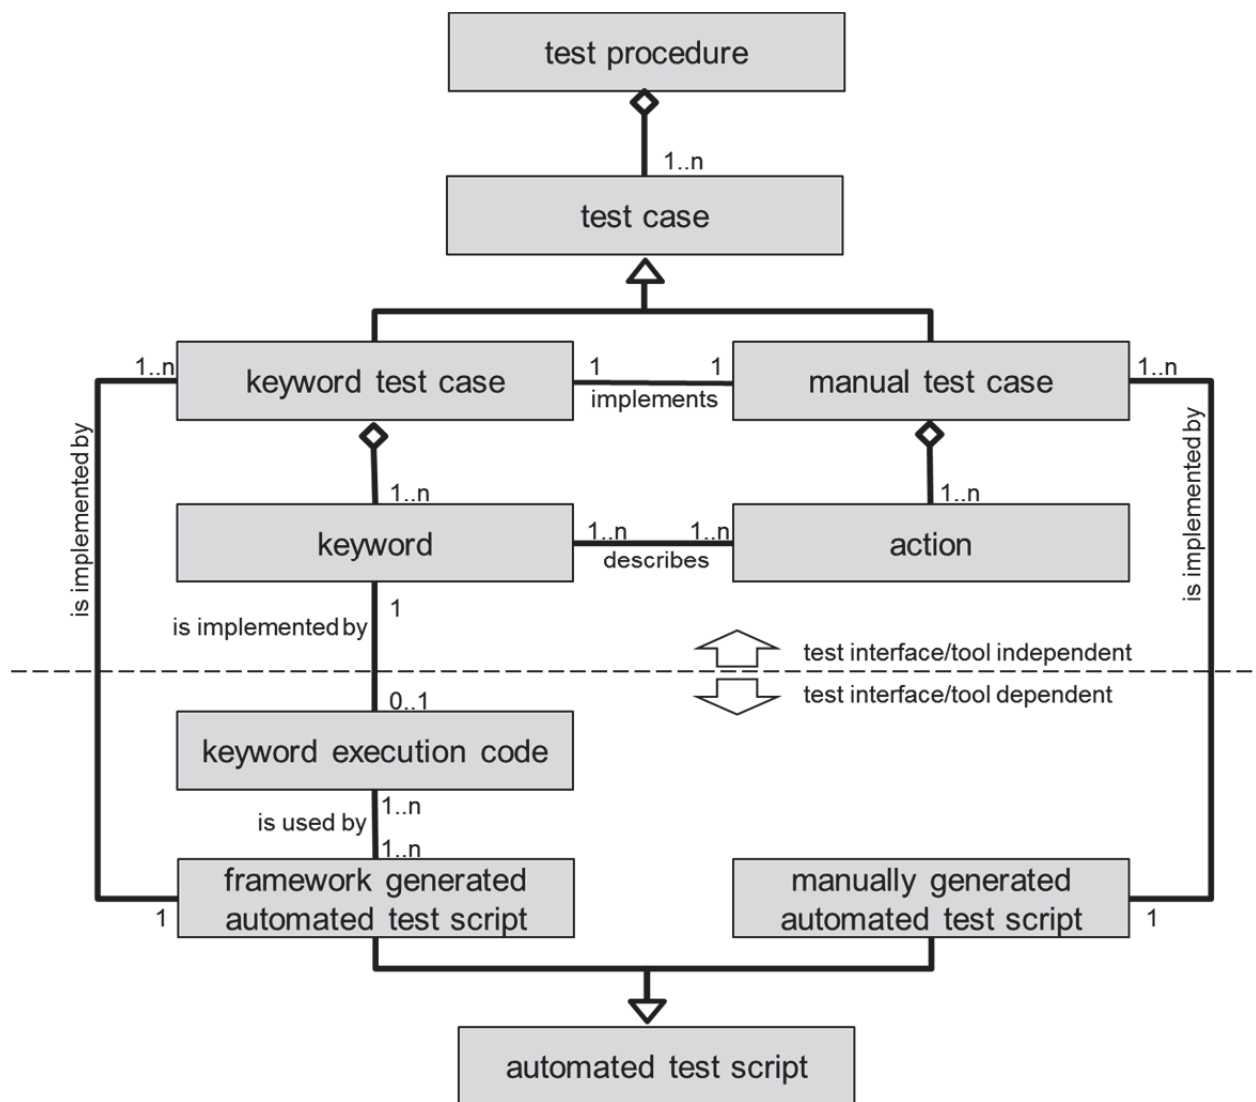 test procedure
1..n
test case
1..n
keyword test case
1
1
implements
manual test case
1..n
is implemented by
1..n
keyword
1..n
1..n
describes
1..n
action
is implemented by
is implemented by
1
test interface/tool independent
test interface/tool dependent
0..1
keyword execution code
1..n
is used by
1..n
framework generated
automated test script
1
manually generated
automated test script
1
automated test script